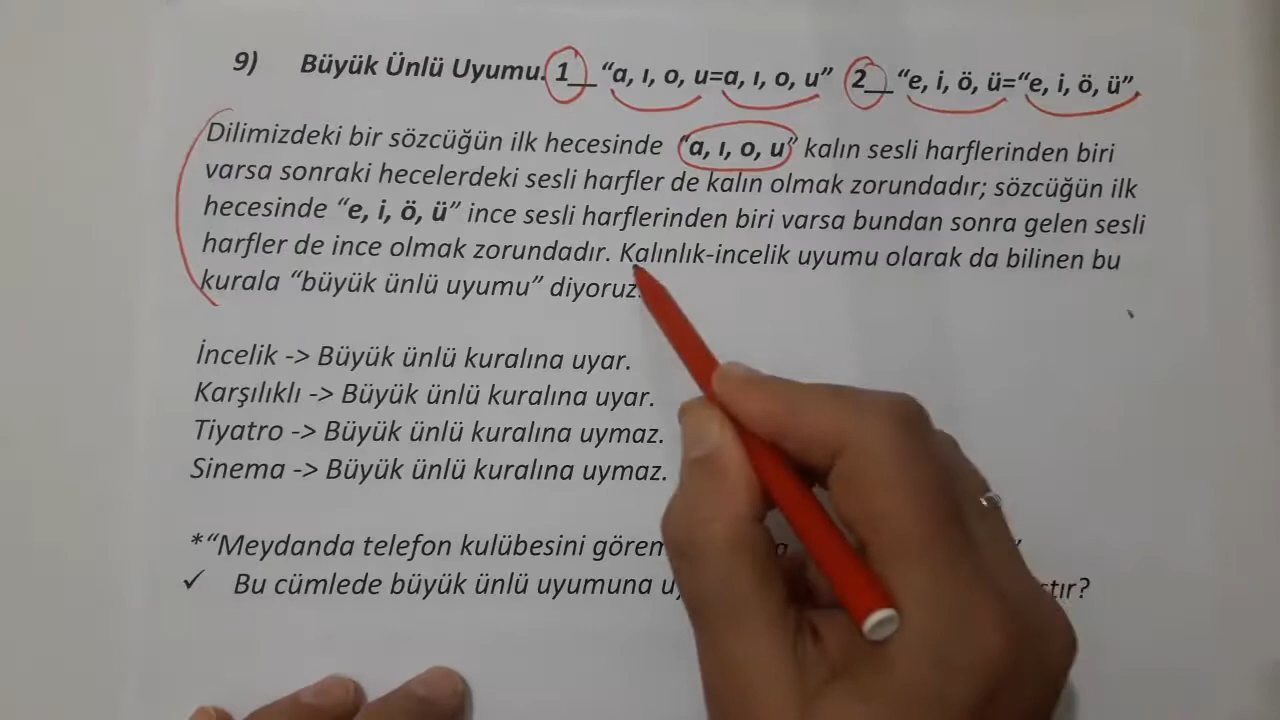 9) Büyük Ünlü Uyumu. 1__ “a, ı, o, u=a, ı, o, u” 2__ “e, i, ö, ü=“e, i, ö, ü”.
Dilimizdeki bir sözcüğün ilk hecesinde “a, ı, o, u” kalın sesli harflerinden biri
varsa sonraki hecelerdeki sesli harfler de kalın olmak zorundadır; sözcüğün ilk
hecesinde “e, i, ö, ü” ince sesli harflerinden biri varsa bundan sonra gelen sesli
harfler de ince olmak zorundadır. Kalınlık-incelik uyumu olarak da bilinen bu
kurala “büyük ünlü uyumu” diyoruz.
İncelik -> Büyük ünlü kuralına uyar.
Karşılıklı -> Büyük ünlü kuralına uyar.
Tiyatro -> Büyük ünlü kuralına uymaz.
Sinema -> Büyük ünlü kuralına uymaz.
*“Meydanda telefon kulübesini
✓ Bu cümlede büyük ünlü uyumuna